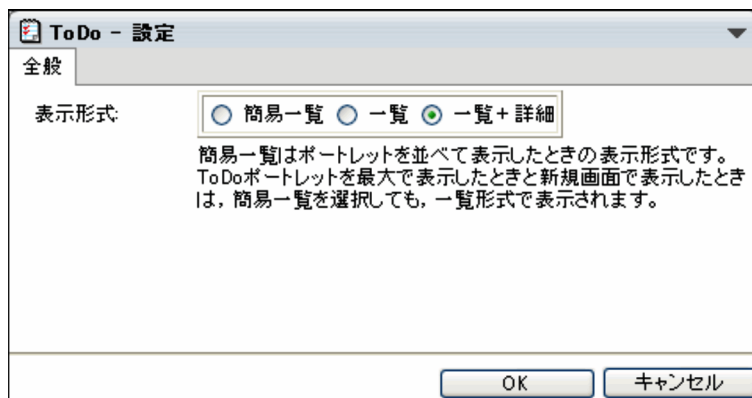 ToDo - 設定
全般
表示形式:
簡易一覧 一覧 一覧+詳細
簡易一覧はポートレットを並べて表示したときの表示形式です。
ToDoポートレットを最大で表示したときと新規画面で表示したとき
は，簡易一覧を選択しても，一覧形式で表示されます。
OK キャンセル